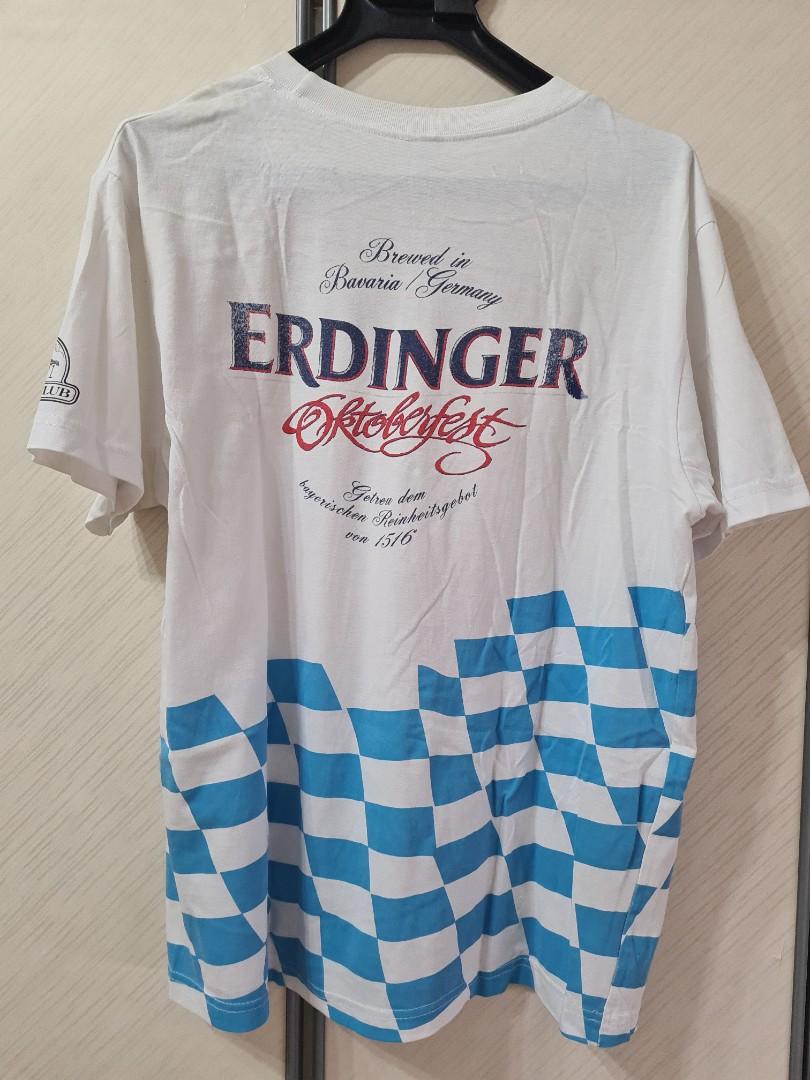 Brewed in
Bavaria / Germany
ERDINGER
Oktoberfest
Getreu dem
bayerischen Reinheitsgebot
von 1516